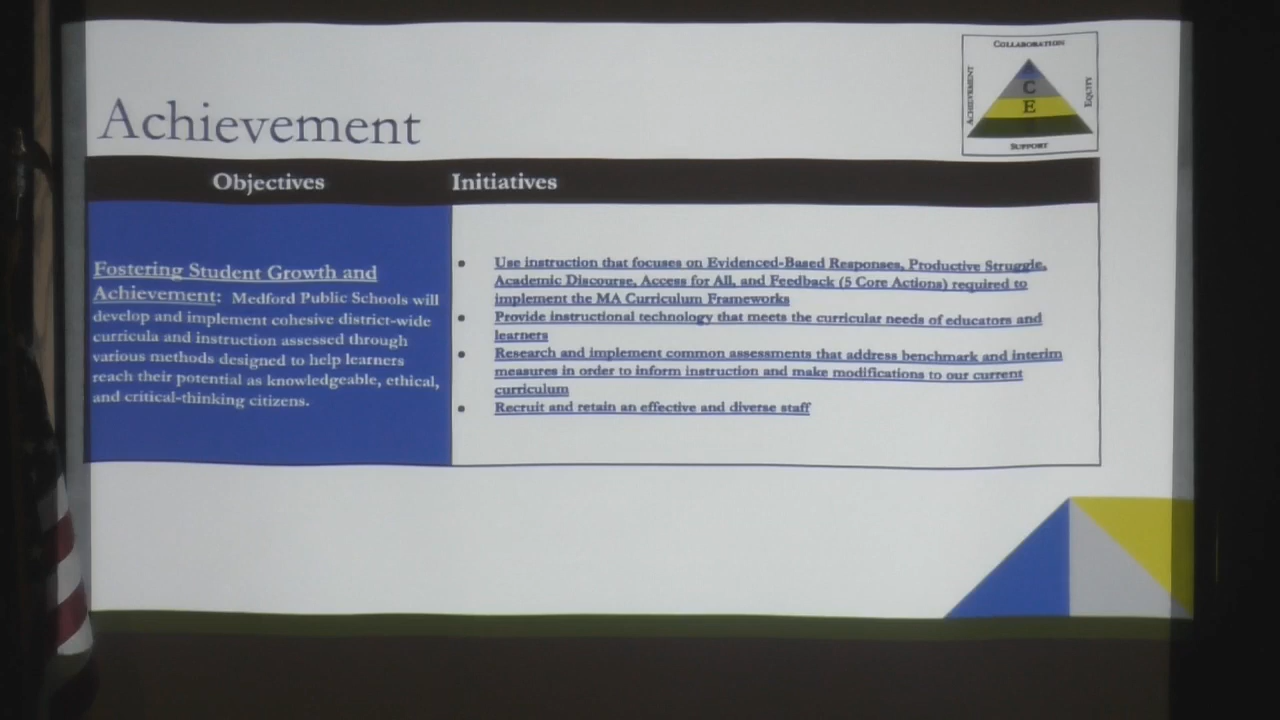 COLLABORATION
ACHIEVEMENT
A
C
E
EQUITY
SUPPORT
Achievement
Objectives
Initiatives
Fostering Student Growth and
Achievement: Medford Public Schools will
develop and implement cohesive district-wide
curricula and instruction assessed through
various methods designed to help learners
reach their potential as knowledgeable, ethical,
and critical-thinking citizens.
• Use instruction that focuses on Evidenced-Based Responses, Productive Struggle,
Academic Discourse, Access for All, and Feedback (5 Core Actions) required to
implement the MA Curriculum Frameworks
• Provide instructional technology that meets the curricular needs of educators and
learners
• Research and implement common assessments that address benchmark and interim
measures in order to inform instruction and make modifications to our current
curriculum
• Recruit and retain an effective and diverse staff